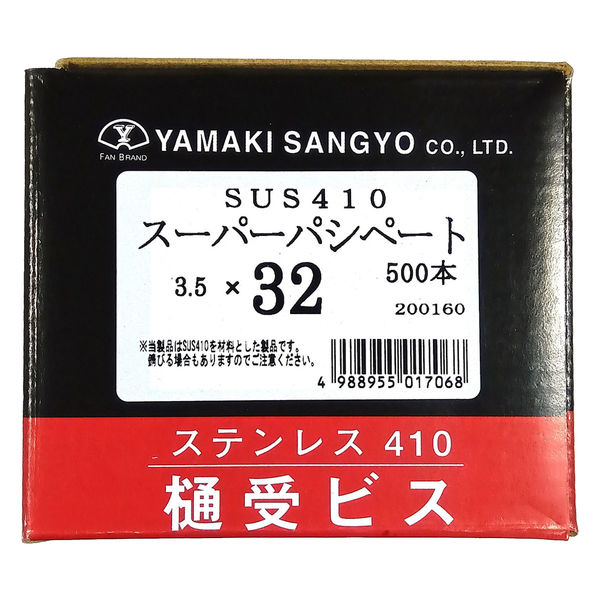 YAMAKI SANGYO CO., LTD.
FAN BRAND
SUS410
スーパーパシペート
3.5 × 32 500本
200160
※当製品はSUS410を材料とした製品です。
錆びる場合もありますのでご注意ください。
4 988955 017068
ステンレス 410
樋受ビス